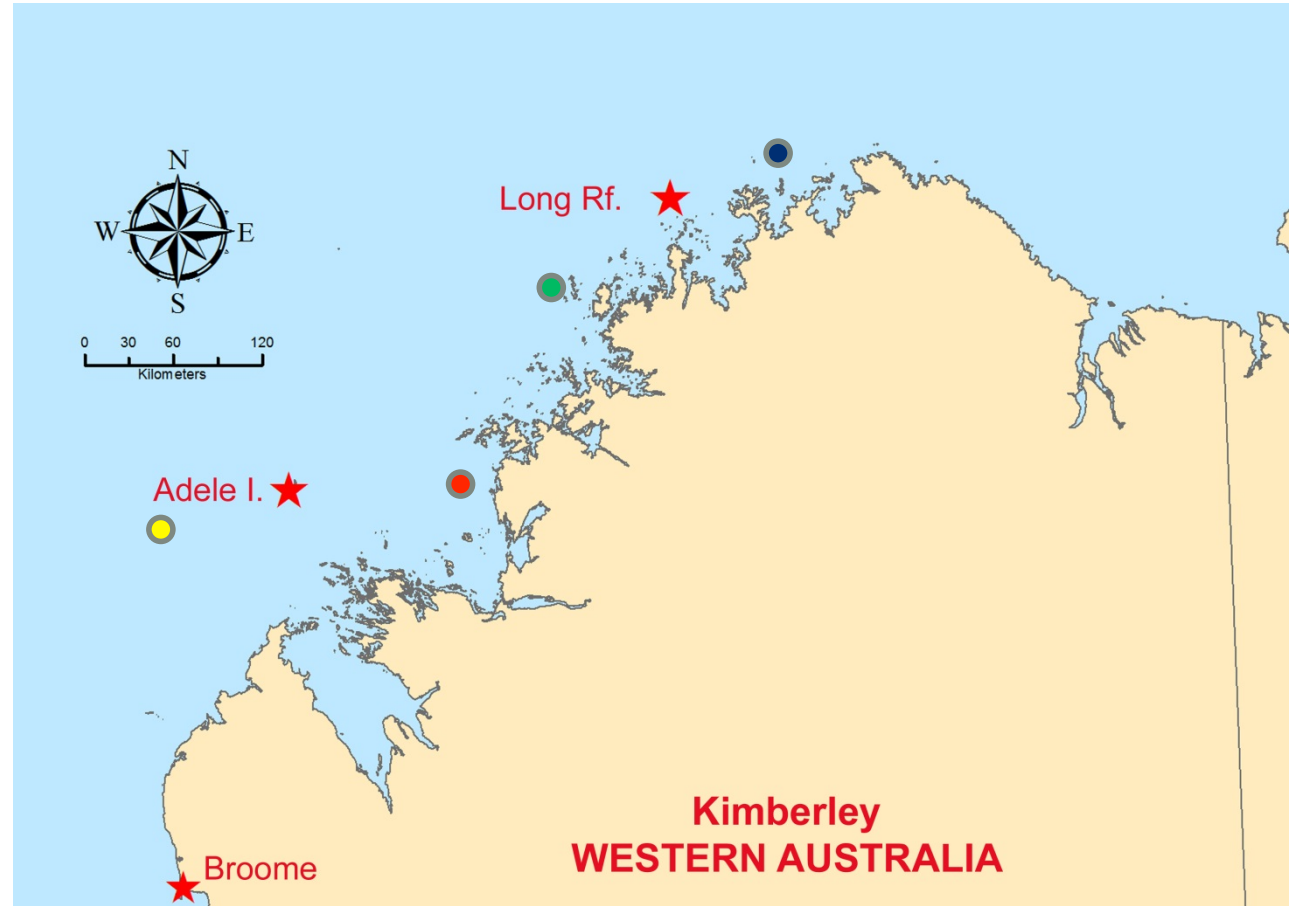 N
W
E
S
0 30 60 120
Kilometers
Long Rf.
Adele I.
Broome
Kimberley
WESTERN AUSTRALIA